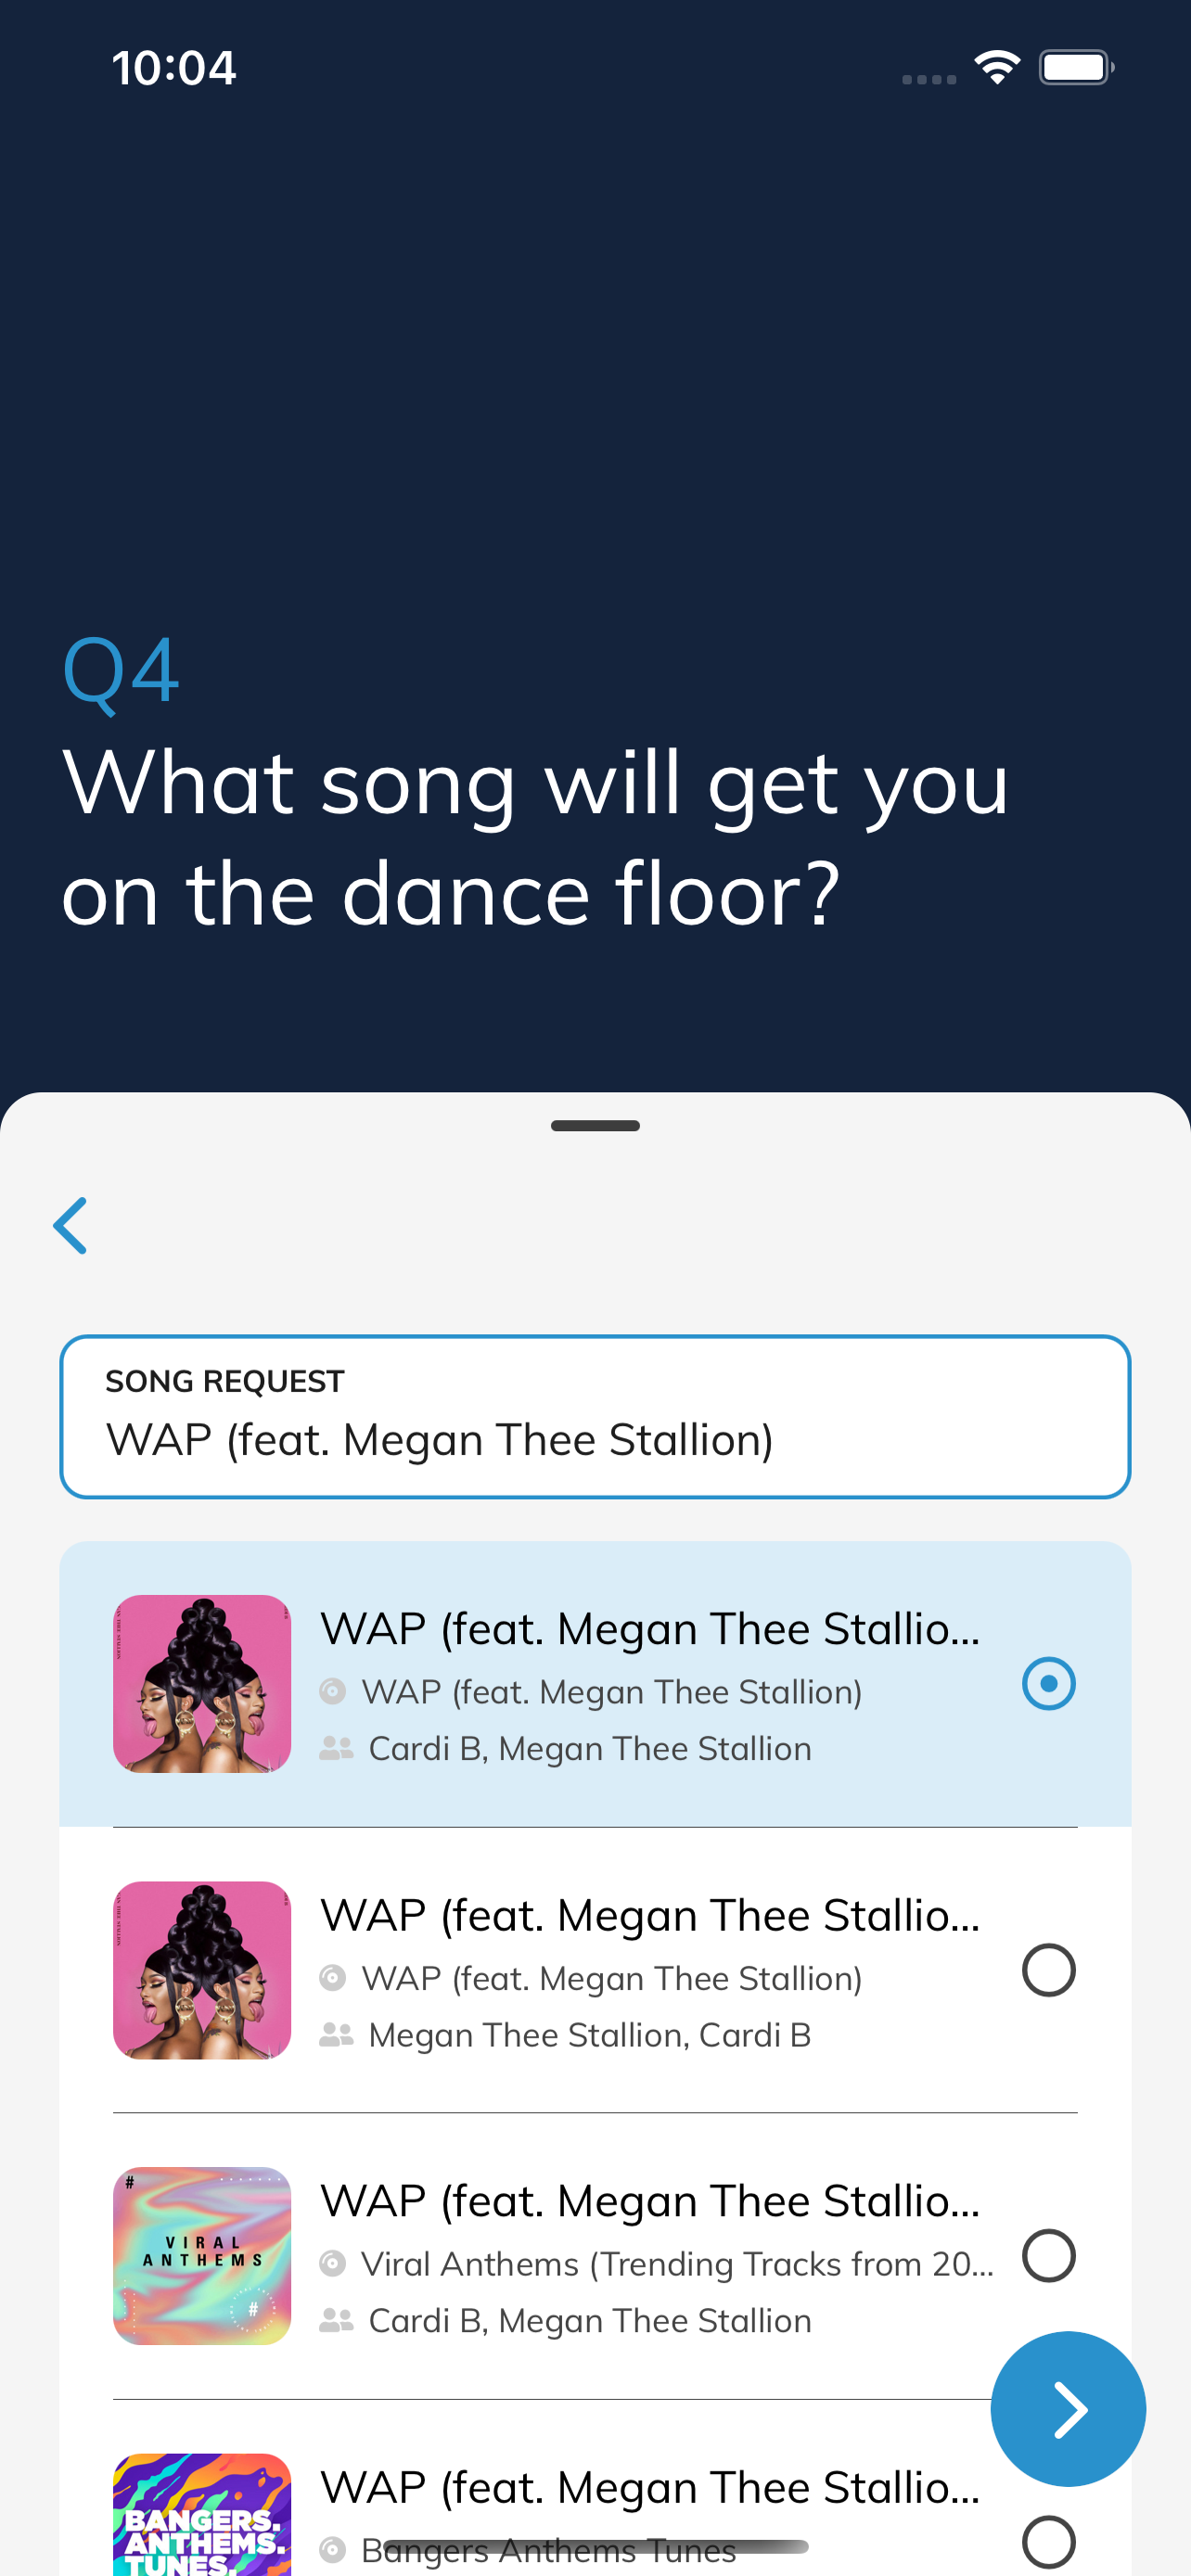 10:04
Q4
What song will get you
on the dance floor?
SONG REQUEST
WAP (feat. Megan Thee Stallion)
WAP (feat. Megan Thee Stallio...
WAP (feat. Megan Thee Stallion)
Cardi B, Megan Thee Stallion
WAP (feat. Megan Thee Stallio...
WAP (feat. Megan Thee Stallion)
Megan Thee Stallion, Cardi B
#
VIRAL
ANTHEMS
#
WAP (feat. Megan Thee Stallio...
Viral Anthems (Trending Tracks from 20...
Cardi B, Megan Thee Stallion
BANGERS.
ANTHEMS.
TUNES.
WAP (feat. Megan Thee Stallio...
Bangers Anthems Tunes